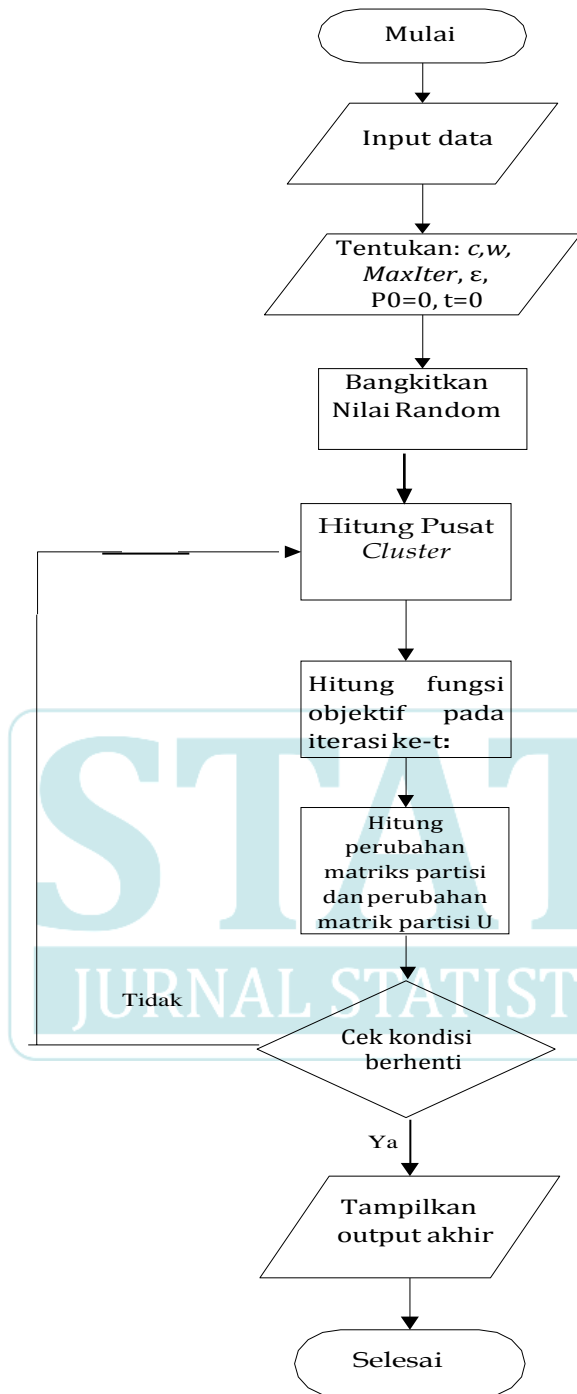 Mulai
Input data
Tentukan: c,w,
MaxIter, ε,
P0=0, t=0
Bangkitkan
Nilai Random
Hitung Pusat
Cluster
Hitung fungsi
objektif pada
iterasi ke-t:
Hitung
perubahan
matriks partisi
dan perubahan
matrik partisi U
STAT
JURNAL STATIST
Tidak
Cek kondisi
berhenti
Ya
Tampilkan
output akhir
Selesai